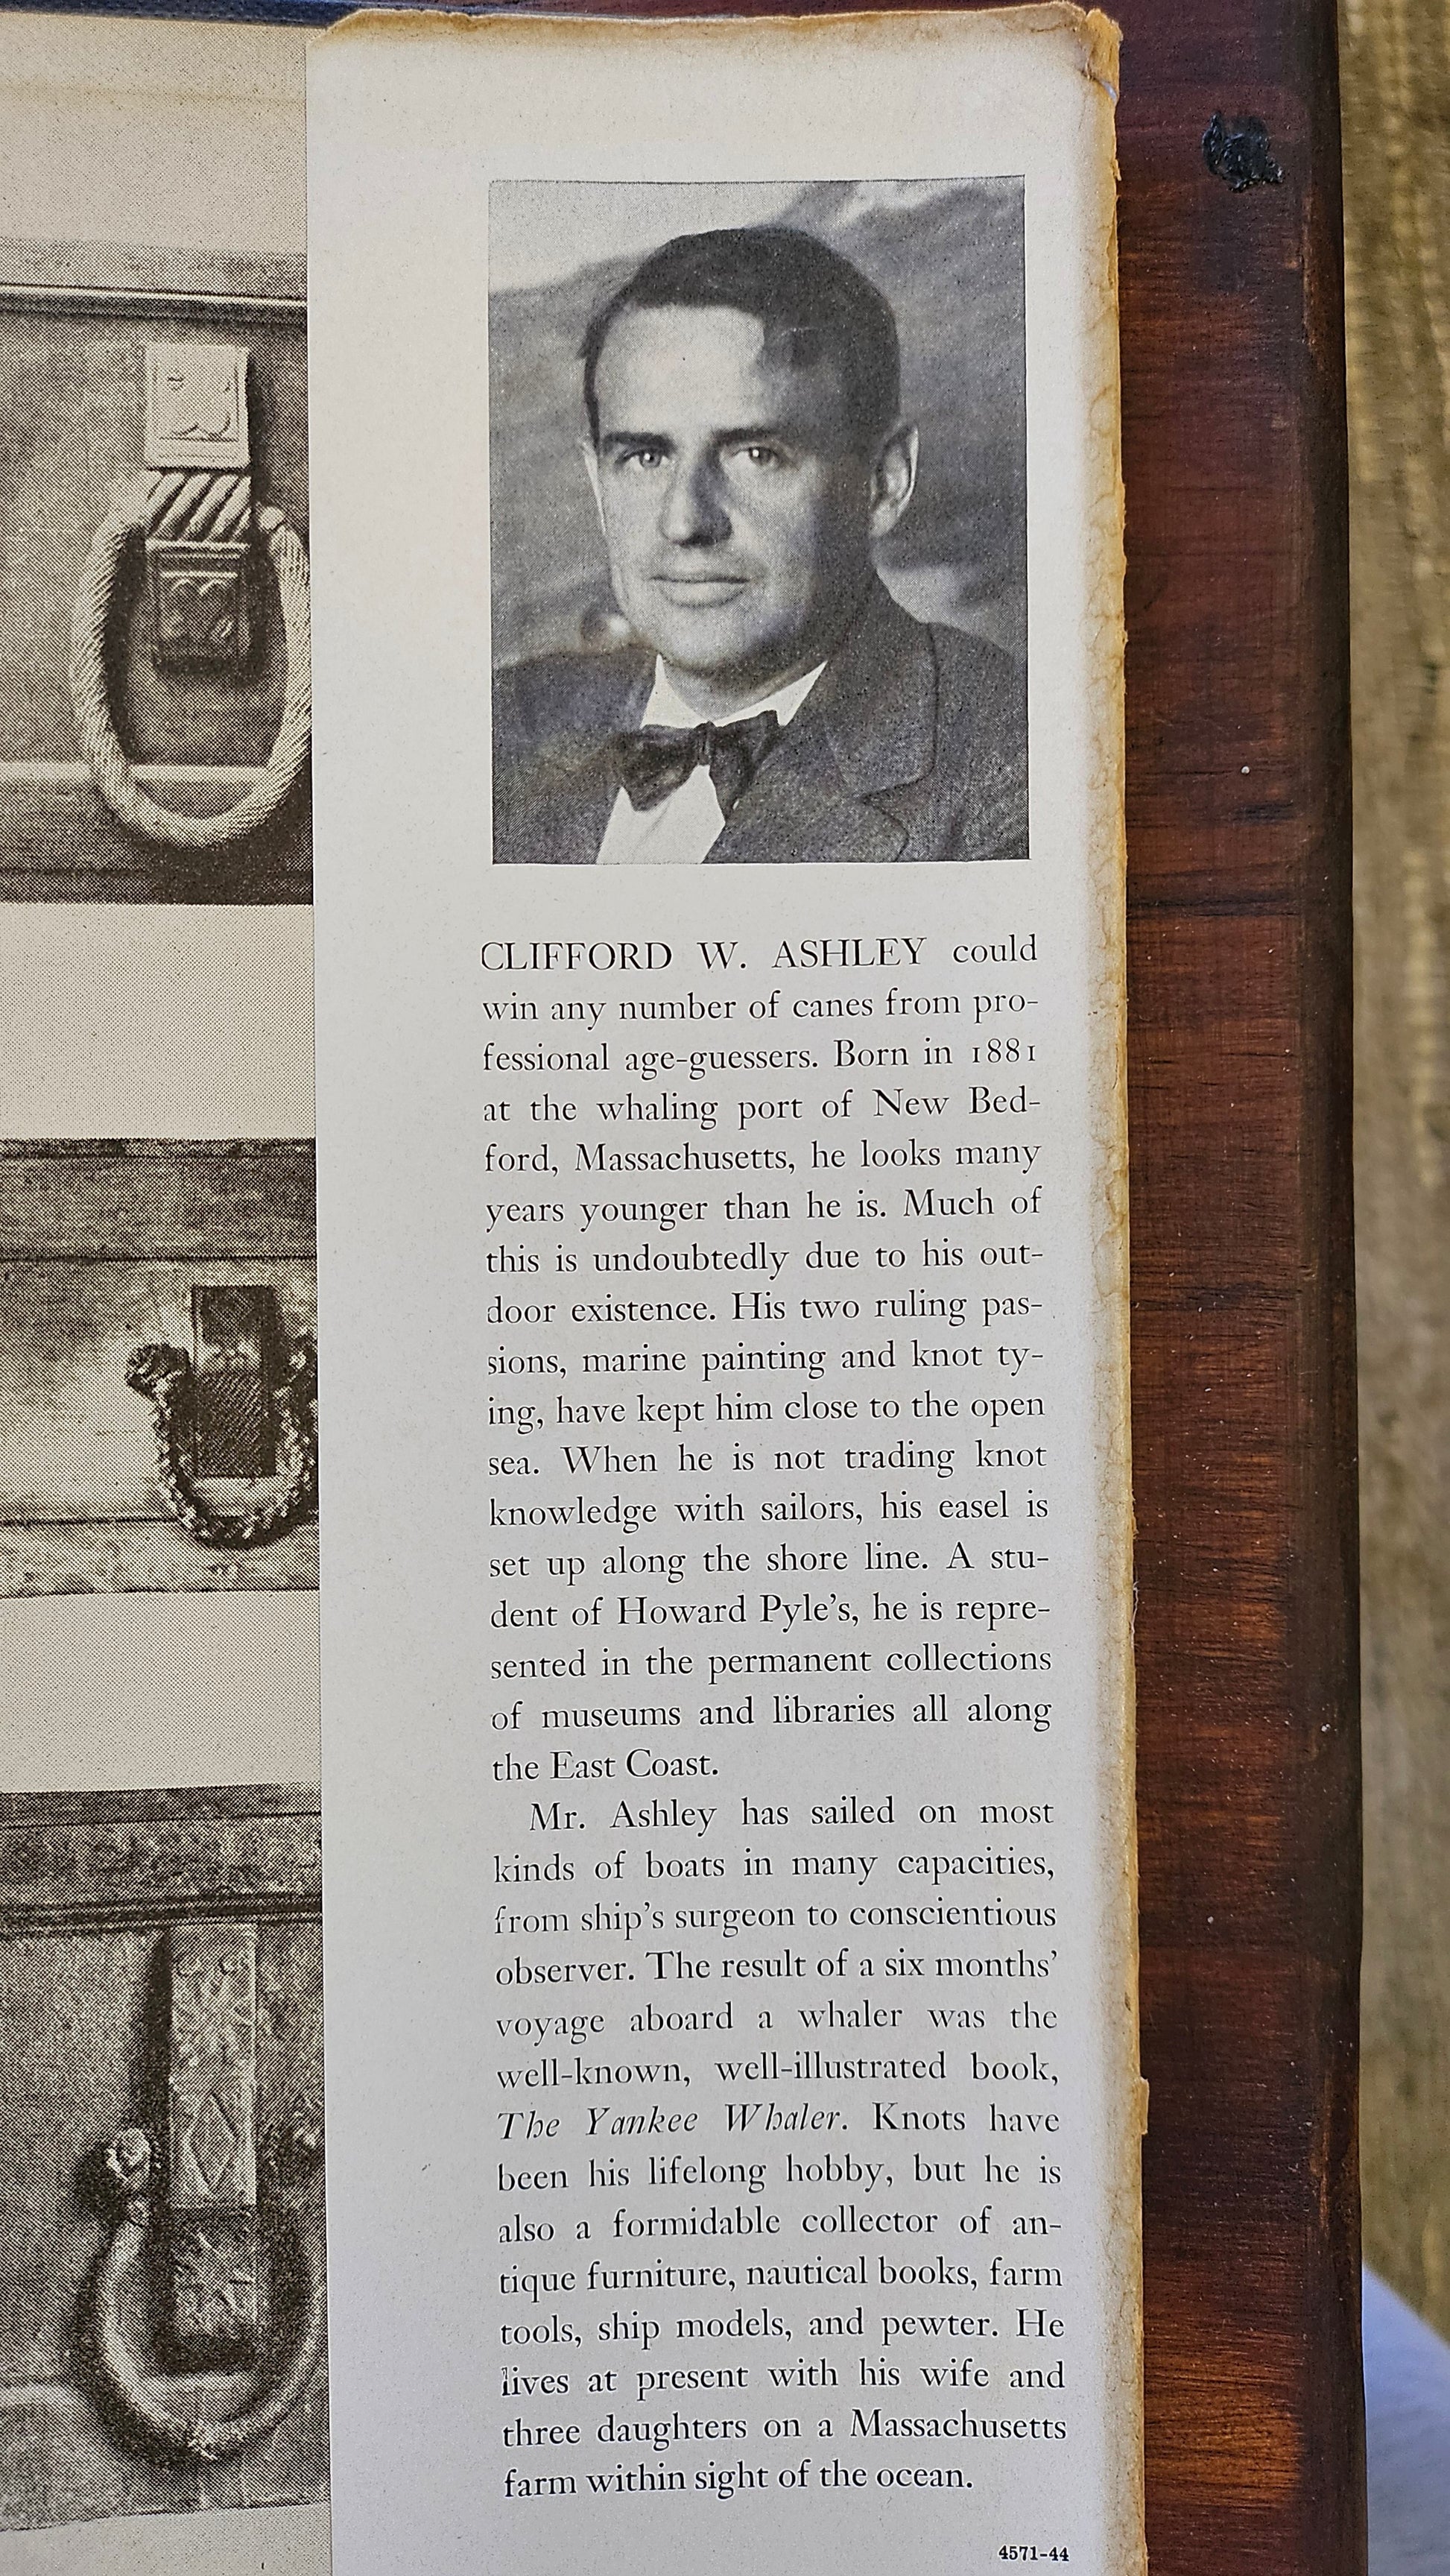 CLIFFORD W. ASHLEY could
win any number of canes from pro-
fessional age-guessers. Born in 1881
at the whaling port of New Bed-
ford, Massachusetts, he looks many
years younger than he is. Much of
this is undoubtedly due to his out-
door existence. His two ruling pas-
sions, marine painting and knot ty-
ing, have kept him close to the open
sea. When he is not trading knot
knowledge with sailors, his easel is
set up along the shore line. A stu-
dent of Howard Pyle's, he is repre-
sented in the permanent collections
of museums and libraries all along
the East Coast.
Mr. Ashley has sailed on most
kinds of boats in many capacities,
from ship's surgeon to conscientious
observer. The result of a six months'
voyage aboard a whaler was the
well-known, well-illustrated book,
The Yankee Whaler. Knots have
been his lifelong hobby, but he is
also a formidable collector of an-
tique furniture, nautical books, farm
tools, ship models, and pewter. He
lives at present with his wife and
three daughters on a Massachusetts
farm within sight of the ocean.
4571-44